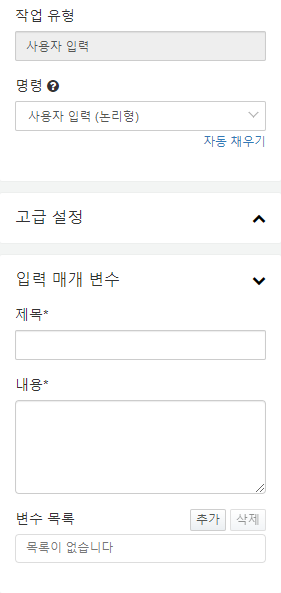 작업 유형
사용자 입력
명령
사용자 입력 (논리형)
자동 채우기
고급 설정
입력 매개 변수
제목*
내용*
변수 목록 추가 삭제
목록이 없습니다